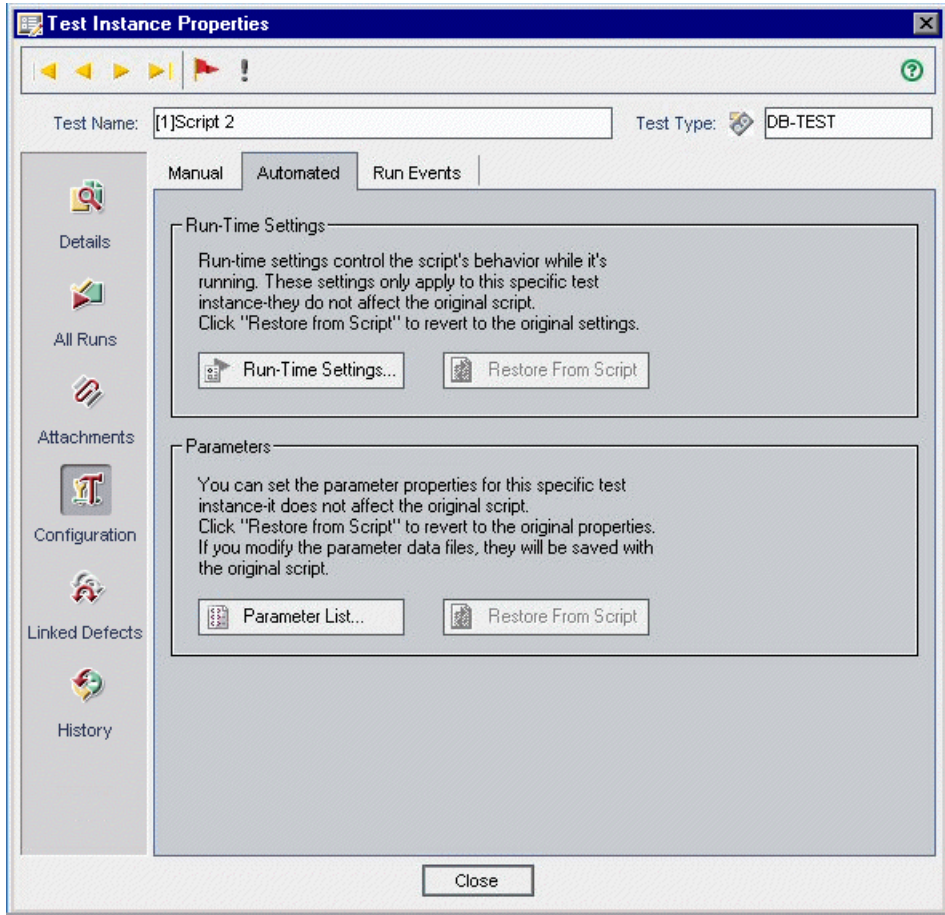 Test Instance Properties
Test Name: [1]Script 2 Test Type: DB-TEST
Manual Automated Run Events
Details
All Runs
Attachments
Configuration
Linked Defects
History
Run-Time Settings
Run-time settings control the script's behavior while it's
running. These settings only apply to this specific test
instance-they do not affect the original script.
Click "Restore from Script" to revert to the original settings.
Run-Time Settings... Restore From Script
Parameters
You can set the parameter properties for this specific test
instance-it does not affect the original script.
Click "Restore from Script" to revert to the original properties.
If you modify the parameter data files, they will be saved with
the original script.
Parameter List... Restore From Script
Close